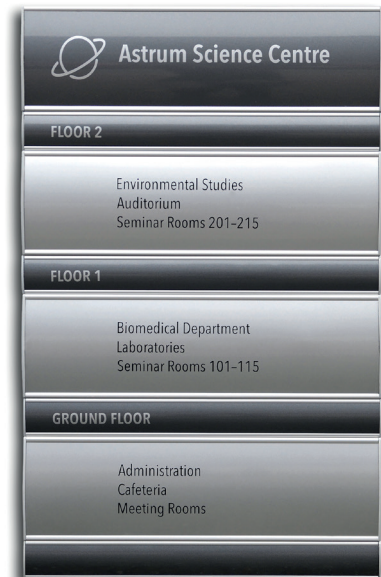 Astrum Science Centre
FLOOR 2
Environmental Studies
Auditorium
Seminar Rooms 201–215
FLOOR 1
Biomedical Department
Laboratories
Seminar Rooms 101–115
GROUND FLOOR
Administration
Cafeteria
Meeting Rooms